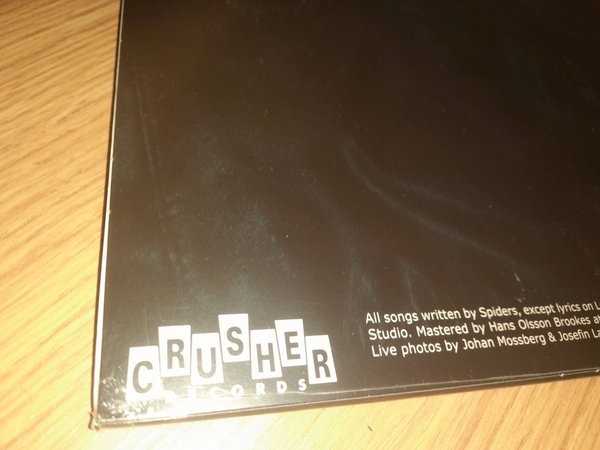 CRUSHER
RECORDS
All songs written by Spiders, except lyrics on
Studio. Mastered by Hans Olsson Brookes
Live photos by Johan Mossberg & Josefin